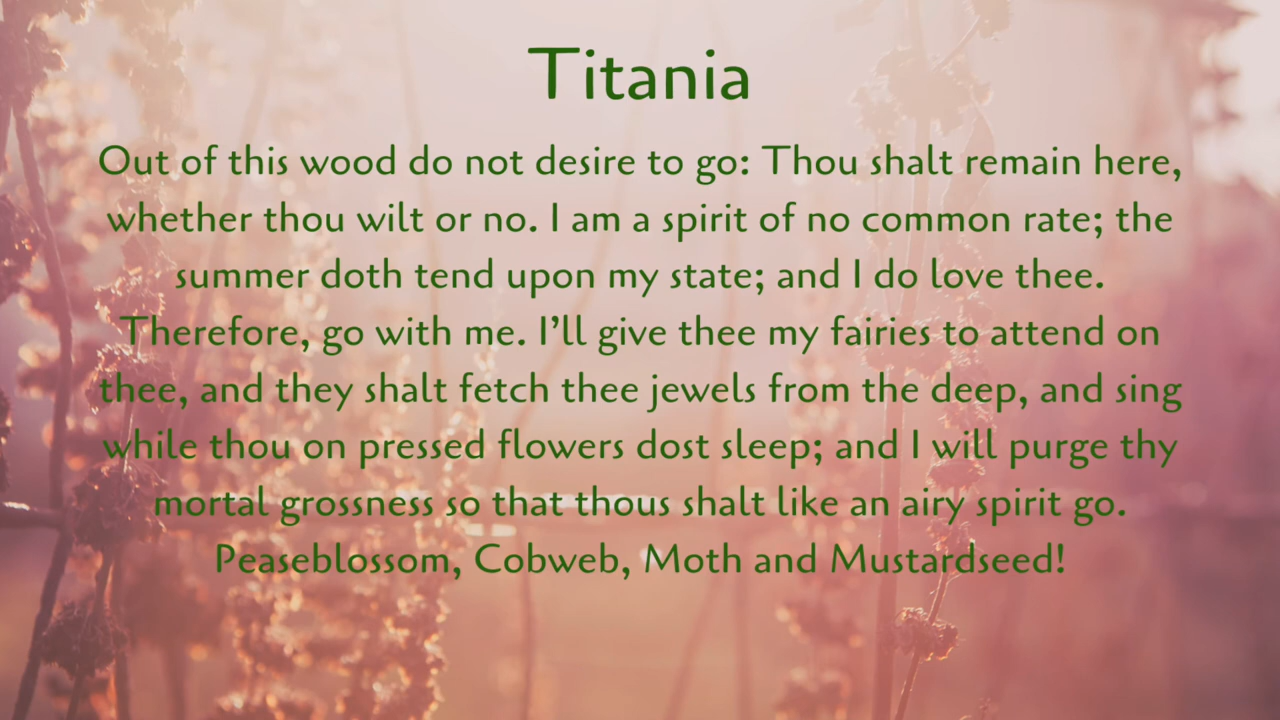 Titania
Out of this wood do not desire to go: Thou shalt remain here,
whether thou wilt or no. I am a spirit of no common rate; the
summer doth tend upon my state; and I do love thee.
Therefore, go with me. I’ll give thee my fairies to attend on
thee, and they shalt fetch thee jewels from the deep, and sing
while thou on pressed flowers dost sleep; and I will purge thy
mortal grossness so that thous shalt like an airy spirit go.
Peaseblossom, Cobweb, Moth and Mustardseed!